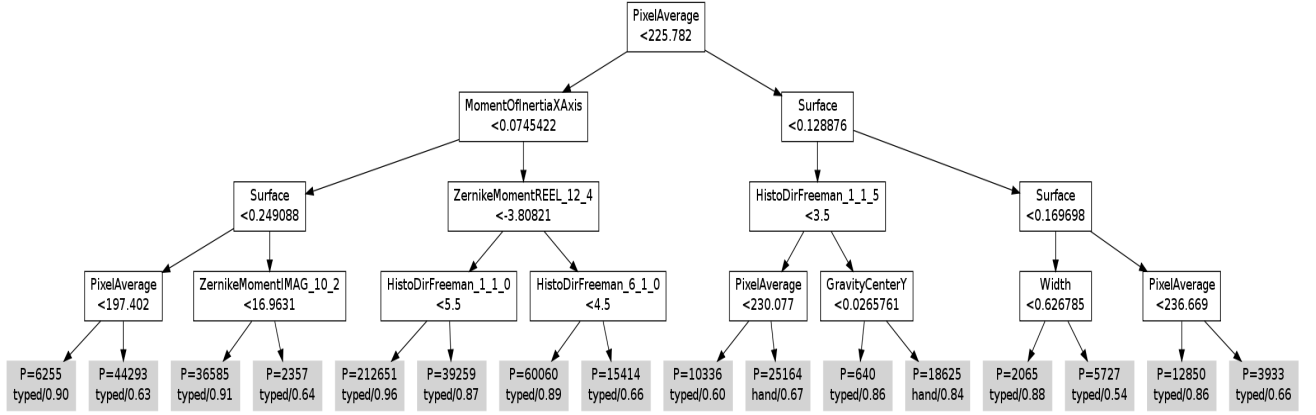 PixelAverage
<225.782
MomentOfInertiaXAxis
<0.0745422
Surface
<0.128876
Surface
<0.249088
ZernikeMomentREEL_12_4
<-3.80821
HistoDirFreeman_1_1_5
<3.5
Surface
<0.169698
PixelAverage
<197.402
ZernikeMomentIMAG_10_2
<16.9631
HistoDirFreeman_1_1_0
<5.5
HistoDirFreeman_6_1_0
<4.5
PixelAverage
<230.077
GravityCenterY
<0.0265761
Width
<0.626785
PixelAverage
<236.669
P=6255
typed/0.90
P=44293
typed/0.63
P=36585
typed/0.91
P=2357
typed/0.64
P=212651
typed/0.96
P=39259
typed/0.87
P=60060
typed/0.89
P=15414
typed/0.66
P=10336
typed/0.60
P=25164
hand/0.67
P=640
typed/0.86
P=18625
hand/0.84
P=2065
typed/0.88
P=5727
typed/0.54
P=12850
typed/0.86
P=3933
typed/0.66